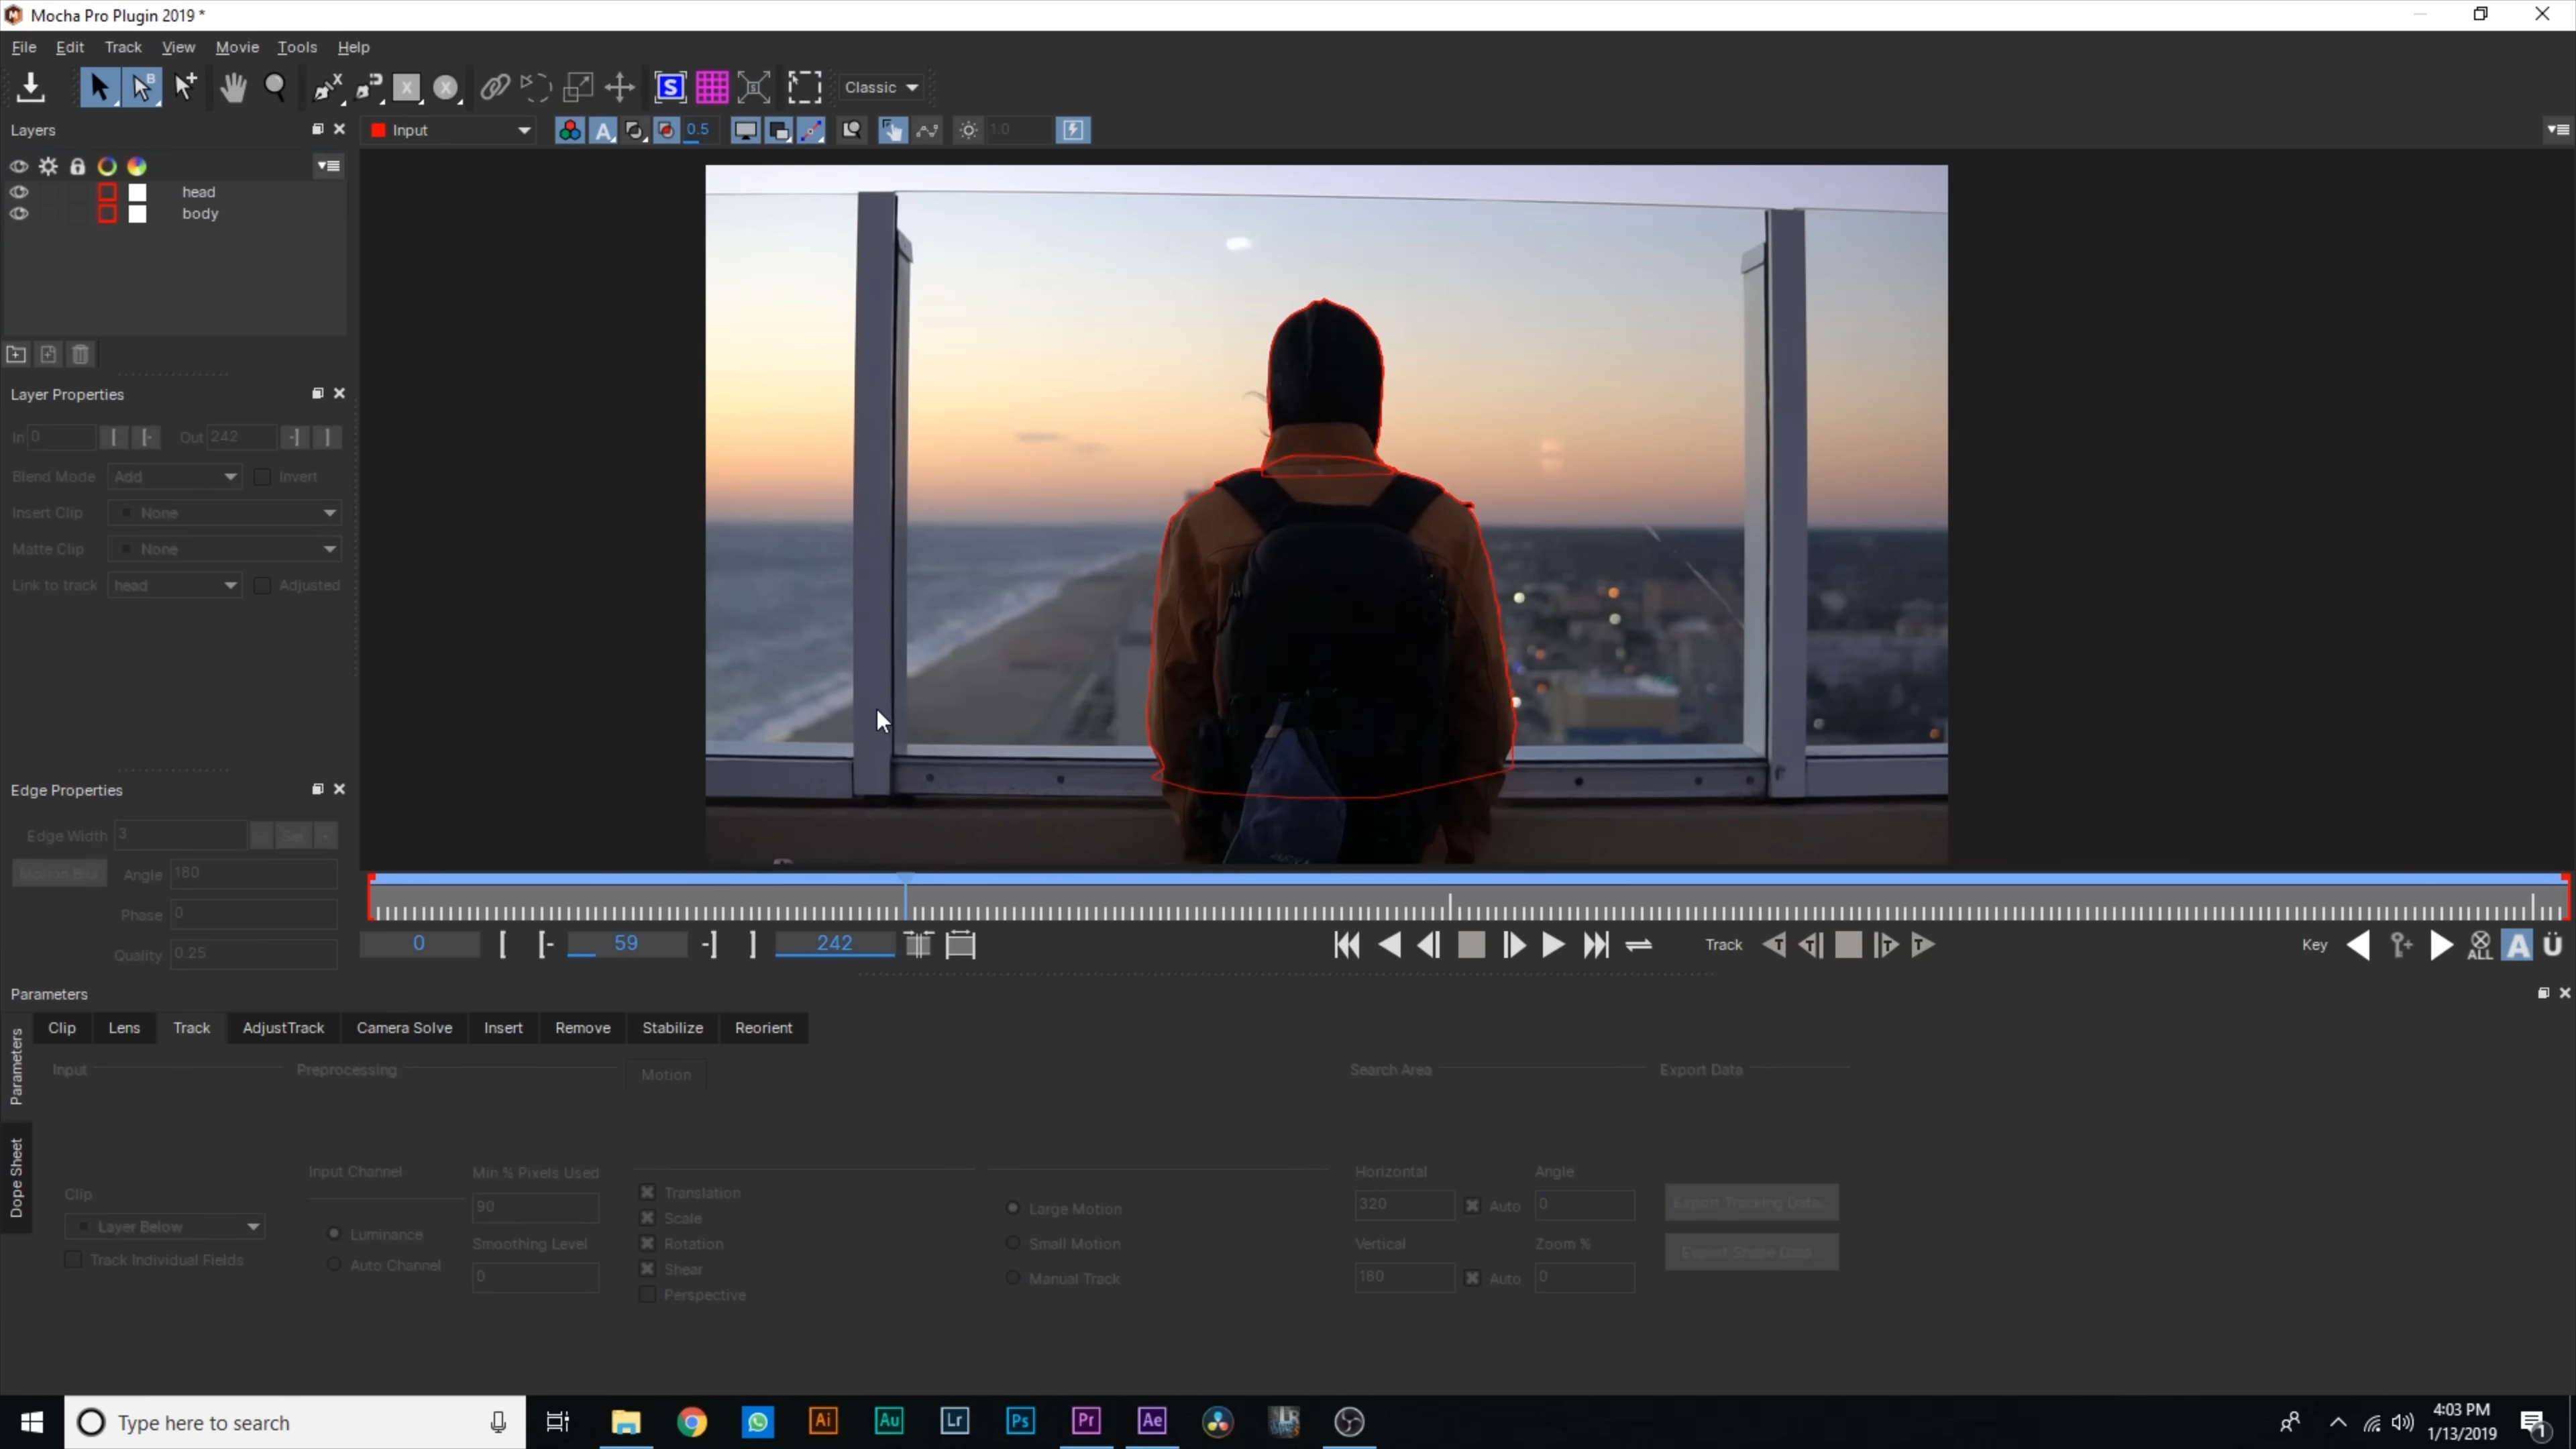 Mocha Pro Plugin 2019 *
File Edit Track View Movie Tools Help
Classic
Layers
Input
0.5
1.0
head
body
Layer Properties
In 0 Out 242
Blend Mode Add Invert
Insert Clip None
Matte Clip None
Link to track head Adjusted
Edge Properties
Edge Width 3 Set
Motion Blur Angle 180
Phase 0
Quality 0.25
0 59 242 Track Key ALL A Ü
Parameters
Clip Lens Track AdjustTrack Camera Solve Insert Remove Stabilize Reorient
Parameters
Dope Sheet
Input Preprocessing Motion Search Area Export Data
Input Channel Min % Pixels Used Horizontal Angle
Clip 90 Translation Large Motion 320 Auto 0 Export Tracking Data...
Layer Below Luminance Scale
Smoothing Level Rotation Small Motion Vertical Zoom % Export Shape Data...
Track Individual Fields Auto Channel 0 Shear Manual Track 180 Auto 0
Perspective
Type here to search
Ai Au Lr Ps Pr Ae
4:03 PM
1/13/2019
1